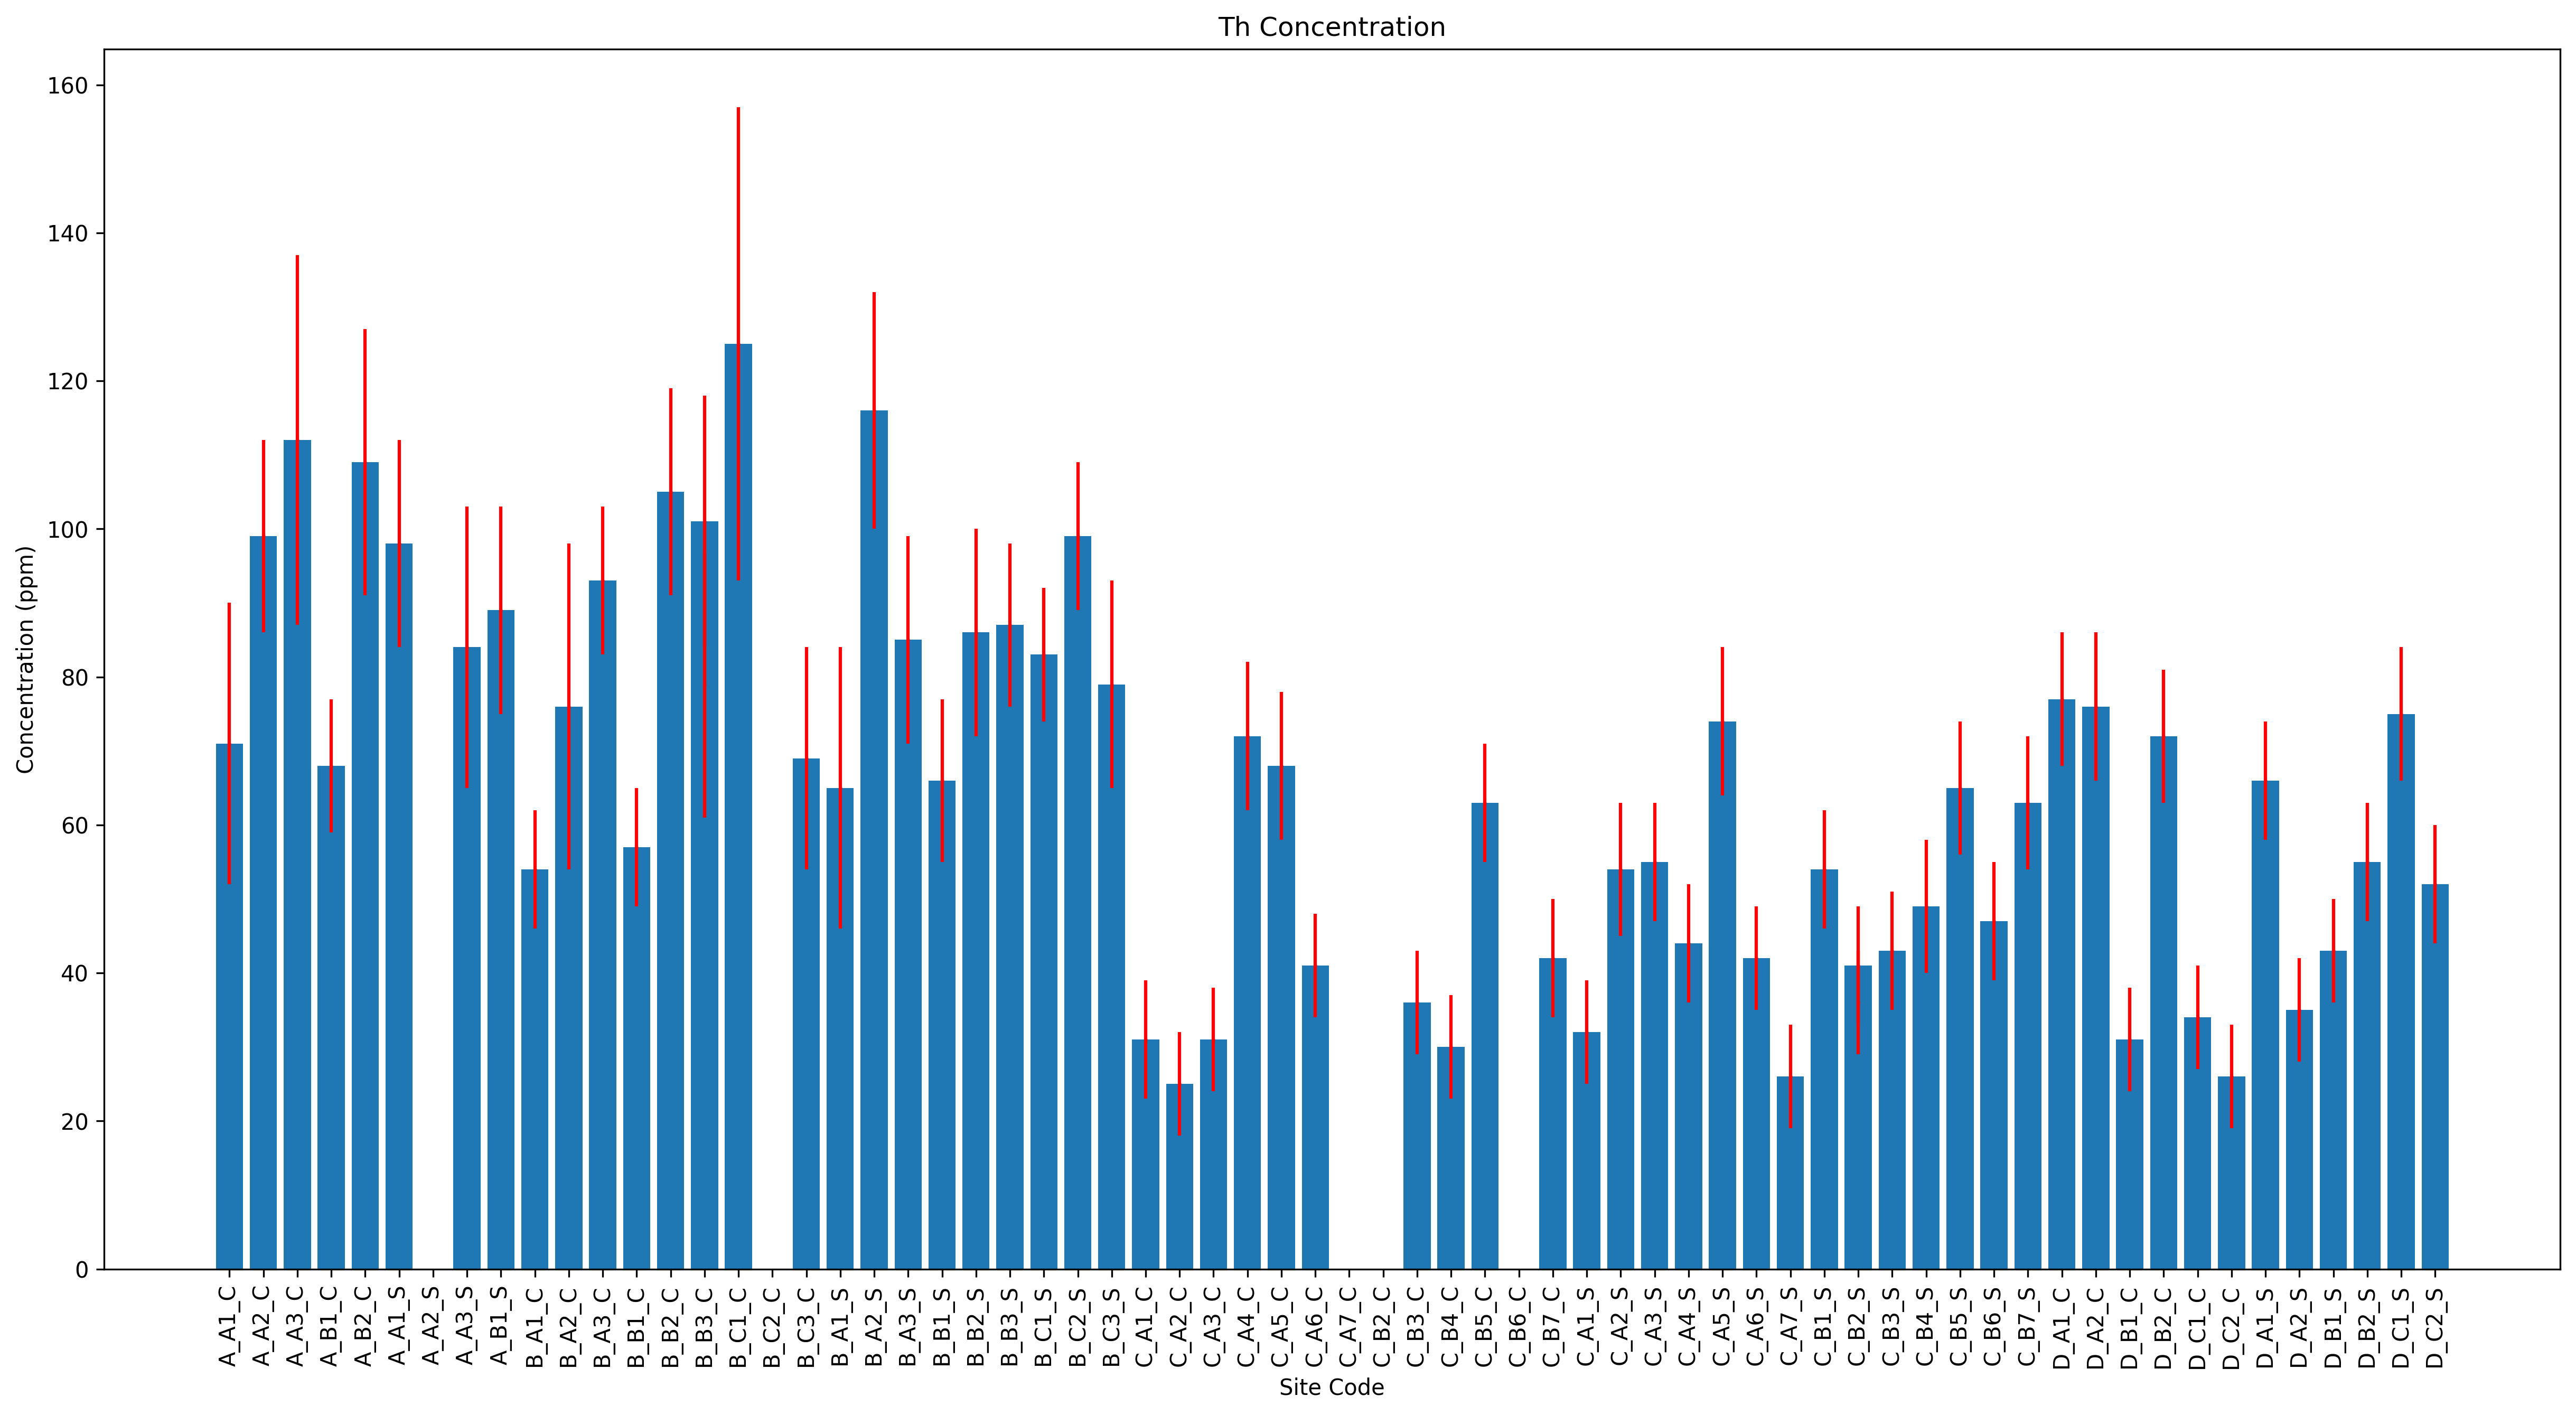 Th Concentration
Concentration (ppm)
160
140
120
100
80
60
40
20
0
A_A1_C
A_A2_C
A_A3_C
A_B1_C
A_B2_C
A_A1_S
A_A2_S
A_A3_S
A_B1_S
B_A1_C
B_A2_C
B_A3_C
B_B1_C
B_B2_C
B_B3_C
B_C1_C
B_C2_C
B_C3_C
B_A1_S
B_A2_S
B_A3_S
B_B1_S
B_B2_S
B_B3_S
B_C1_S
B_C2_S
B_C3_S
C_A1_C
C_A2_C
C_A3_C
C_A4_C
C_A5_C
C_A6_C
C_A7_C
C_B2_C
C_B3_C
C_B4_C
C_B5_C
C_B6_C
C_B7_C
C_A1_S
C_A2_S
C_A3_S
C_A4_S
C_A5_S
C_A6_S
C_A7_S
C_B1_S
C_B2_S
C_B3_S
C_B4_S
C_B5_S
C_B6_S
C_B7_S
D_A1_C
D_A2_C
D_B1_C
D_B2_C
D_C1_C
D_C2_C
D_A1_S
D_A2_S
D_B1_S
D_B2_S
D_C1_S
D_C2_S
Site Code